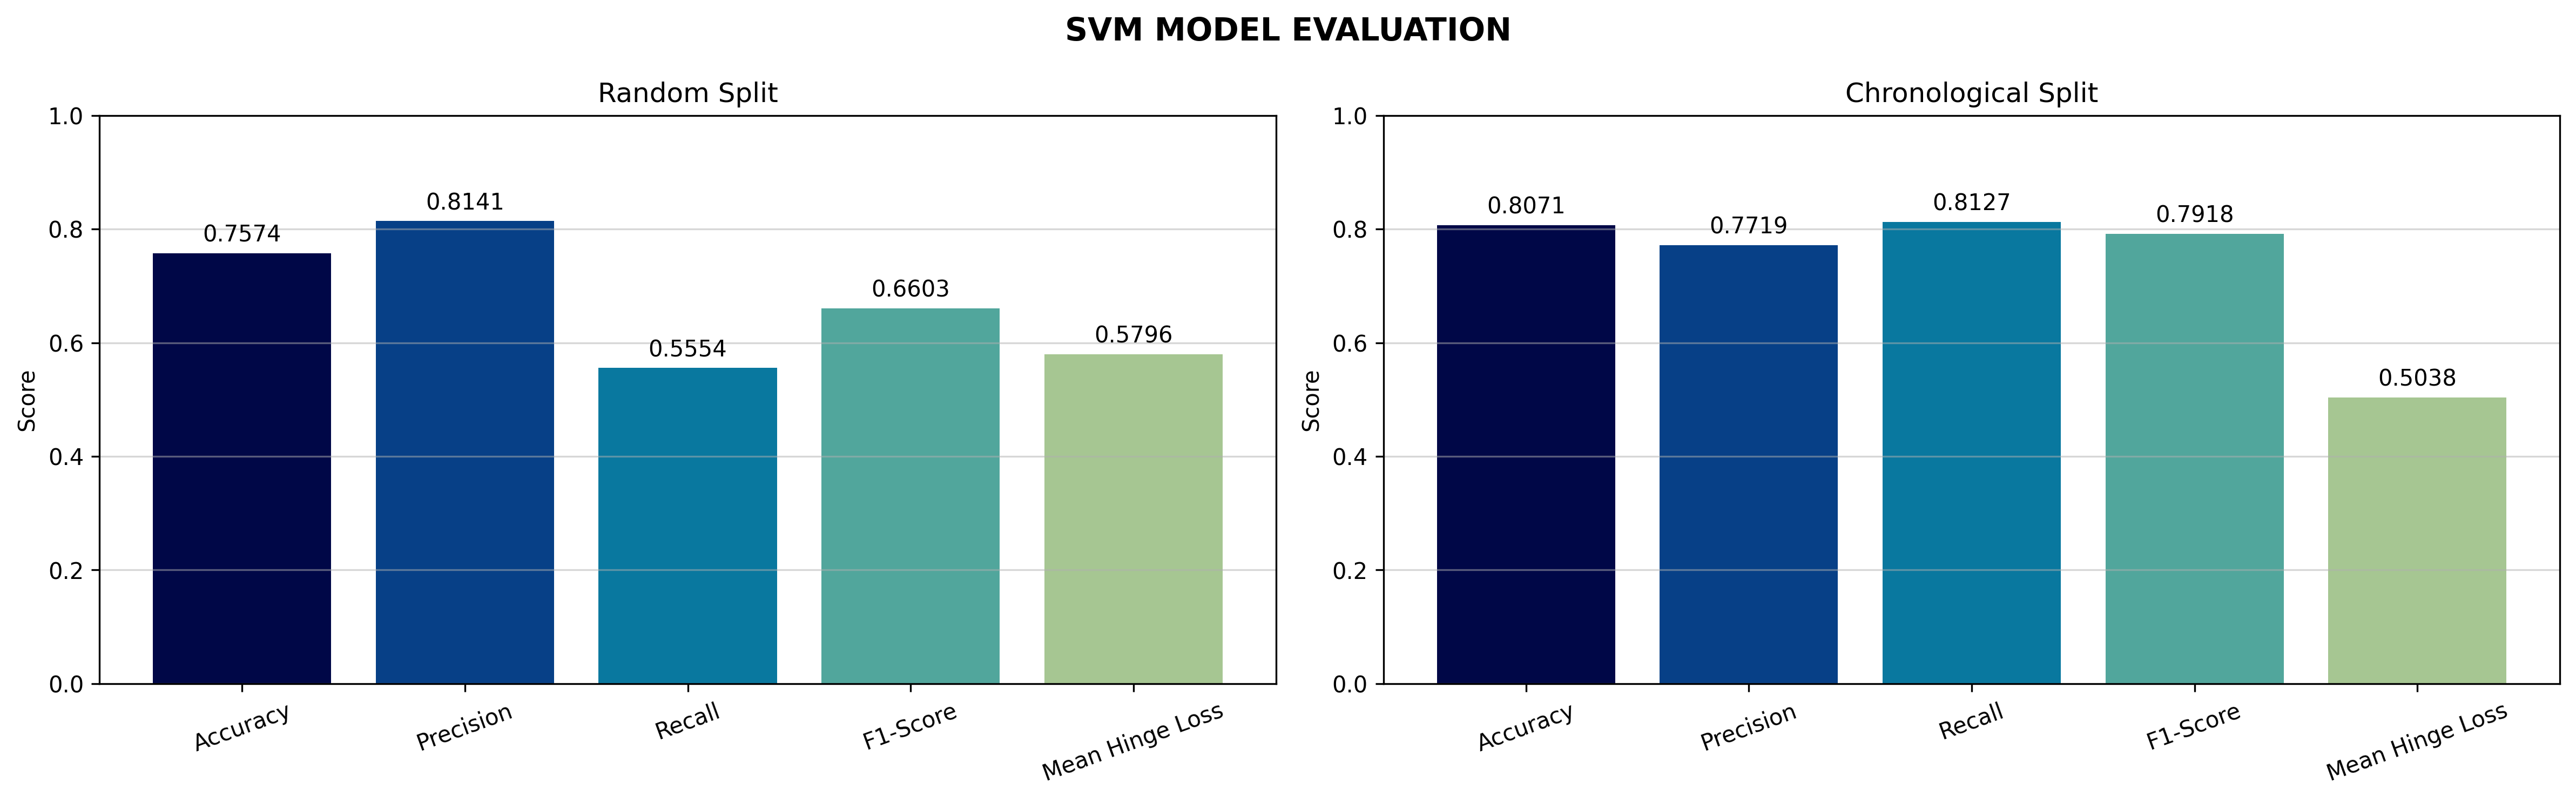 SVM MODEL EVALUATION
Random Split
Score
1.0
0.8
0.6
0.4
0.2
0.0
0.7574
0.8141
0.5554
0.6603
0.5796
Accuracy
Precision
Recall
F1-Score
Mean Hinge Loss
Chronological Split
Score
1.0
0.8
0.6
0.4
0.2
0.0
0.8071
0.7719
0.8127
0.7918
0.5038
Accuracy
Precision
Recall
F1-Score
Mean Hinge Loss